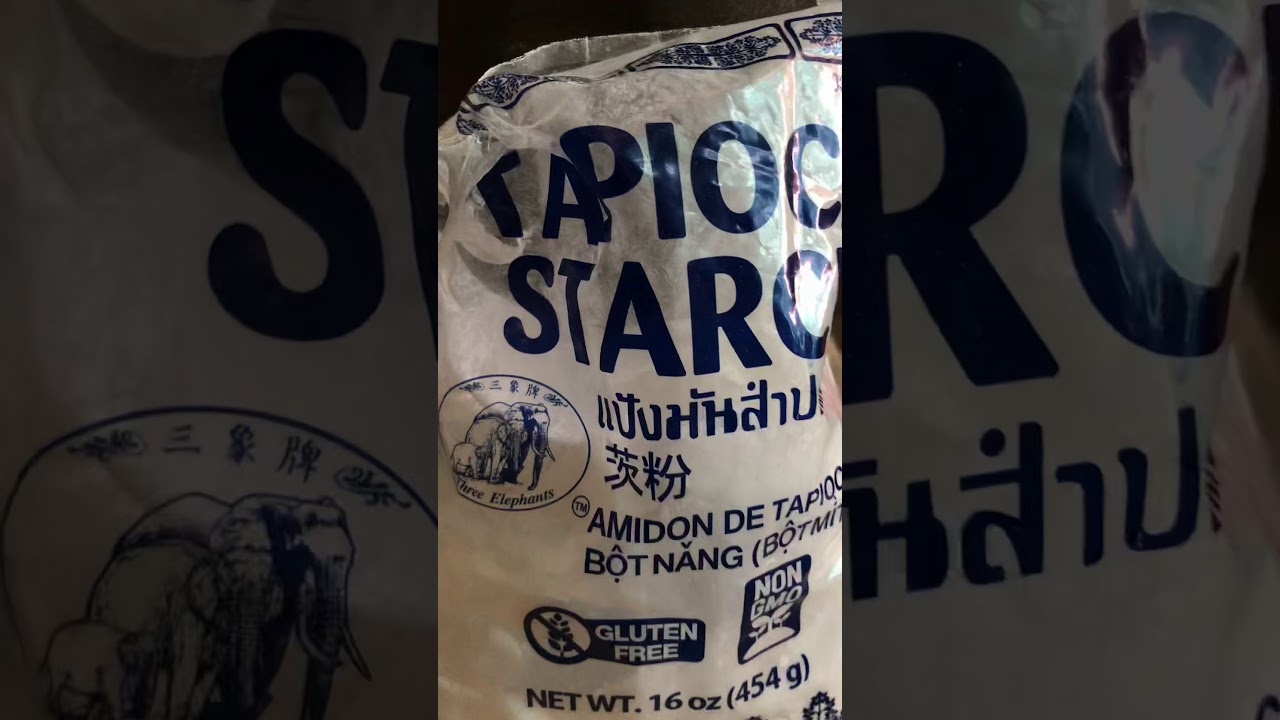 TAPIOC
STARC
แป้งมันสำป
三象牌
Three Elephants
茨粉
TM
AMIDON DE TAPIOC
BỘT NĂNG (BỘT MÌ
NON
GMO
GLUTEN
FREE
NET WT. 16 oz (454 g)